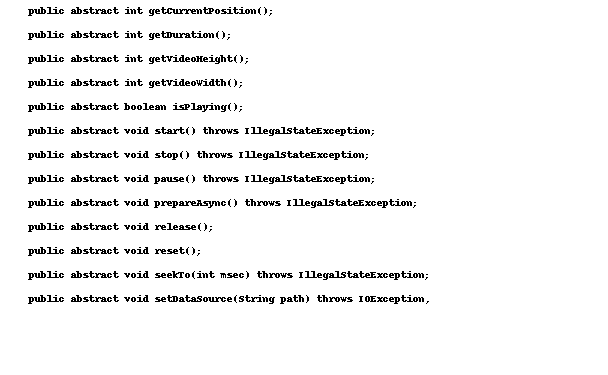 public abstract int getCurrentPosition();
public abstract int getDuration();
public abstract int getVideoHeight();
public abstract int getVideoWidth();
public abstract boolean isPlaying();
public abstract void start() throws IllegalStateException;
public abstract void stop() throws IllegalStateException;
public abstract void pause() throws IllegalStateException;
public abstract void prepareAsync() throws IllegalStateException;
public abstract void release();
public abstract void reset();
public abstract void seekTo(int msec) throws IllegalStateException;
public abstract void setDataSource(String path) throws IOException,